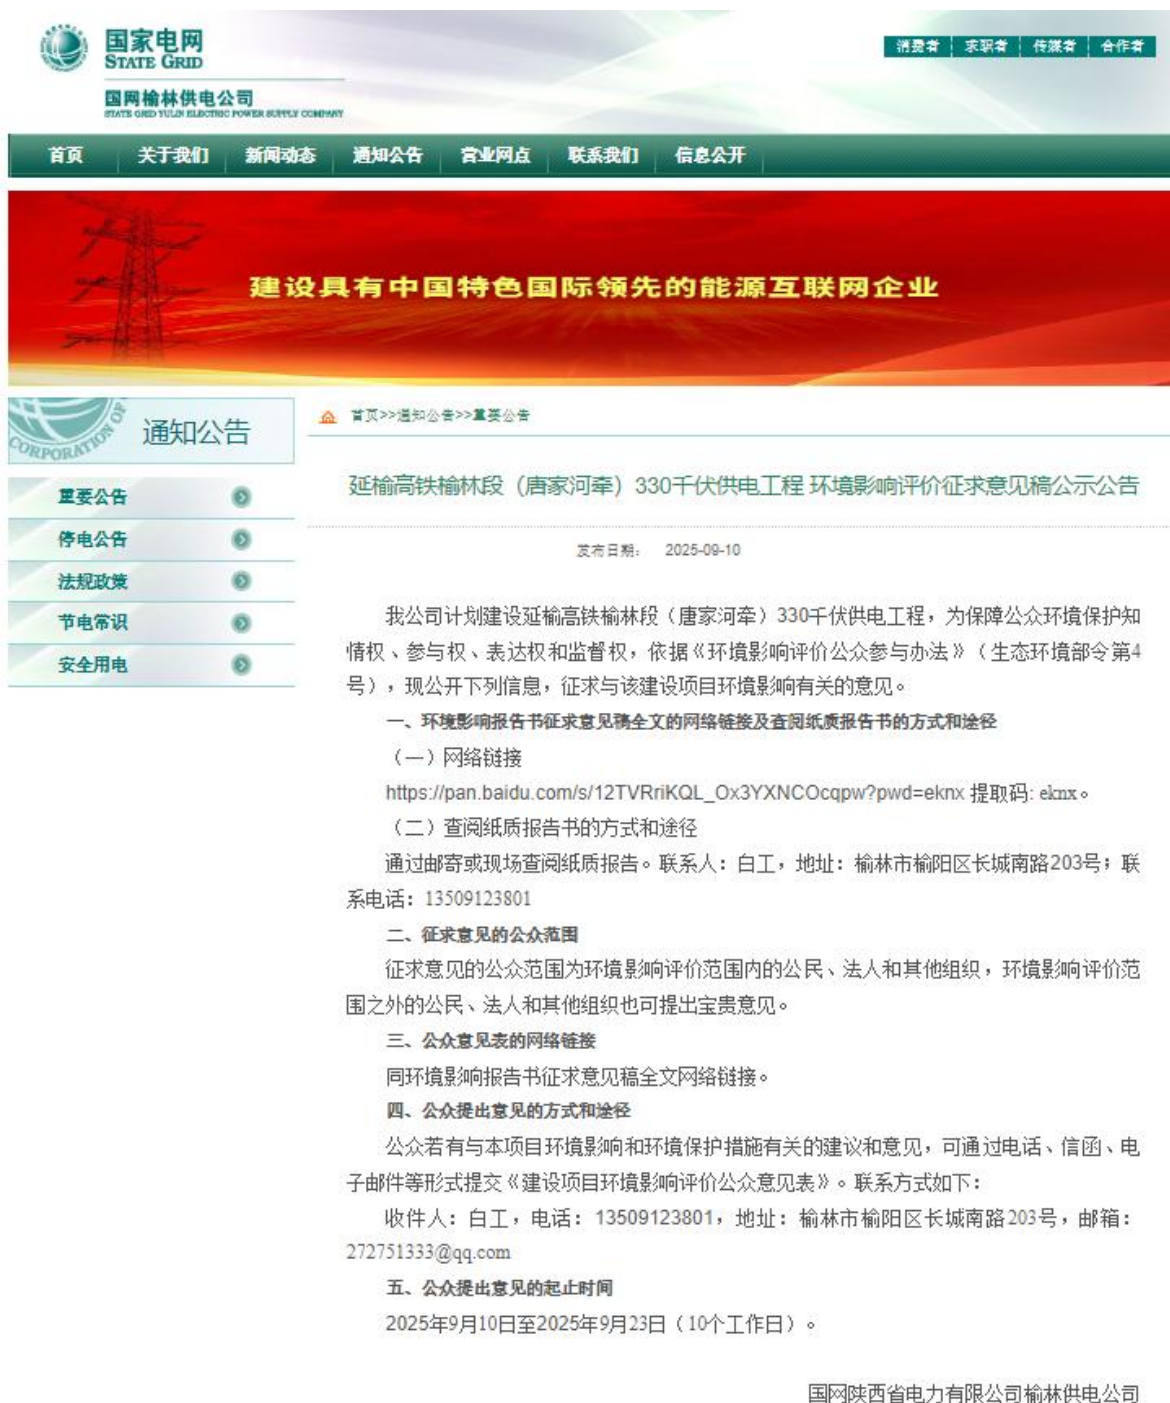 国家电网
STATE GRID
国网榆林供电公司
STATE GRID YULIN ELECTRIC POWER SUPPLY COMPANY
消费者 求职者 传媒者 合作者
首页 关于我们 新闻动态 通知公告 营业网点 联系我们 信息公开
建设具有中国特色国际领先的能源互联网企业
CORPORATION OF
通知公告
重要公告
停电公告
法规政策
节电常识
安全用电
首页>>通知公告>>重要公告
延榆高铁榆林段（唐家河牵）330千伏供电工程 环境影响评价征求意见稿公示公告
发布日期： 2025-09-10
我公司计划建设延榆高铁榆林段（唐家河牵）330千伏供电工程，为保障公众环境保护知
情权、参与权、表达权和监督权，依据《环境影响评价公众参与办法》（生态环境部令第4
号），现公开下列信息，征求与该建设项目环境影响有关的意见。
一、环境影响报告书征求意见稿全文的网络链接及查阅纸质报告书的方式和途径
（一）网络链接
https://pan.baidu.com/s/12TVRriKQL_Ox3YXNCOcqpw?pwd=eknx 提取码: eknx。
（二）查阅纸质报告书的方式和途径
通过邮寄或现场查阅纸质报告。联系人：白工，地址：榆林市榆阳区长城南路203号；联
系电话：13509123801
二、征求意见的公众范围
征求意见的公众范围为环境影响评价范围内的公民、法人和其他组织，环境影响评价范
围之外的公民、法人和其他组织也可提出宝贵意见。
三、公众意见表的网络链接
同环境影响报告书征求意见稿全文网络链接。
四、公众提出意见的方式和途径
公众若有与本项目环境影响和环境保护措施有关的建议和意见，可通过电话、信函、电
子邮件等形式提交《建设项目环境影响评价公众意见表》。联系方式如下：
收件人：白工，电话：13509123801，地址：榆林市榆阳区长城南路203号，邮箱：
272751333@qq.com
五、公众提出意见的起止时间
2025年9月10日至2025年9月23日（10个工作日）。
国网陕西省电力有限公司榆林供电公司